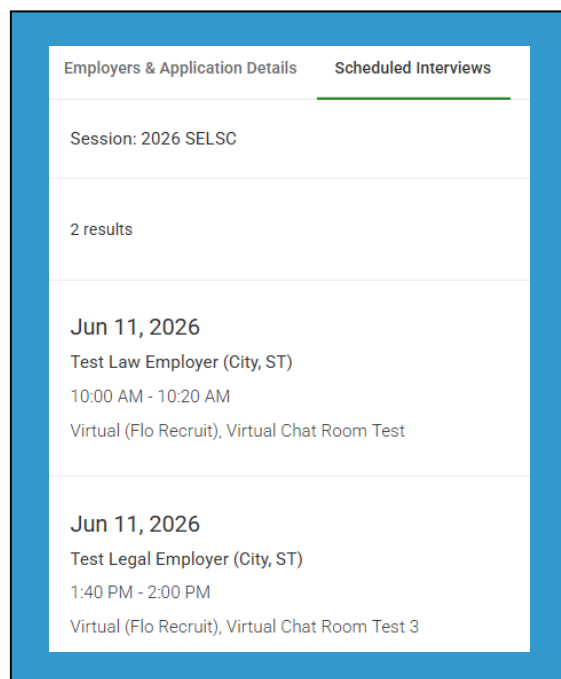 Employers & Application Details Scheduled Interviews
Session: 2026 SELSC
2 results
Jun 11, 2026
Test Law Employer (City, ST)
10:00 AM - 10:20 AM
Virtual (Flo Recruit), Virtual Chat Room Test
Jun 11, 2026
Test Legal Employer (City, ST)
1:40 PM - 2:00 PM
Virtual (Flo Recruit), Virtual Chat Room Test 3